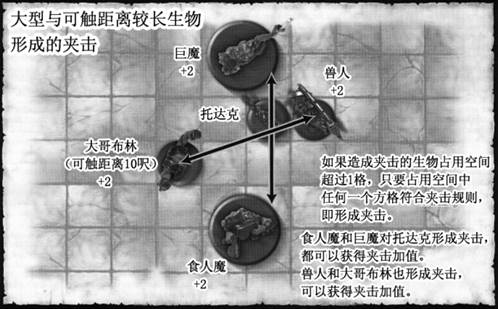 大型与可触距离较长生物
形成的夹击
巨魔
+2
兽人
+2
托达克
大哥布林
(可触距离10呎)
+2
如果造成夹击的生物占用空间
超过1格,只要占用空间中
任何一个方格符合夹击规则,
即形成夹击。
食人魔和巨魔对托达克形成夹击,
都可以获得夹击加值。
兽人和大哥布林也形成夹击,
可以获得夹击加值。
食人魔
+2